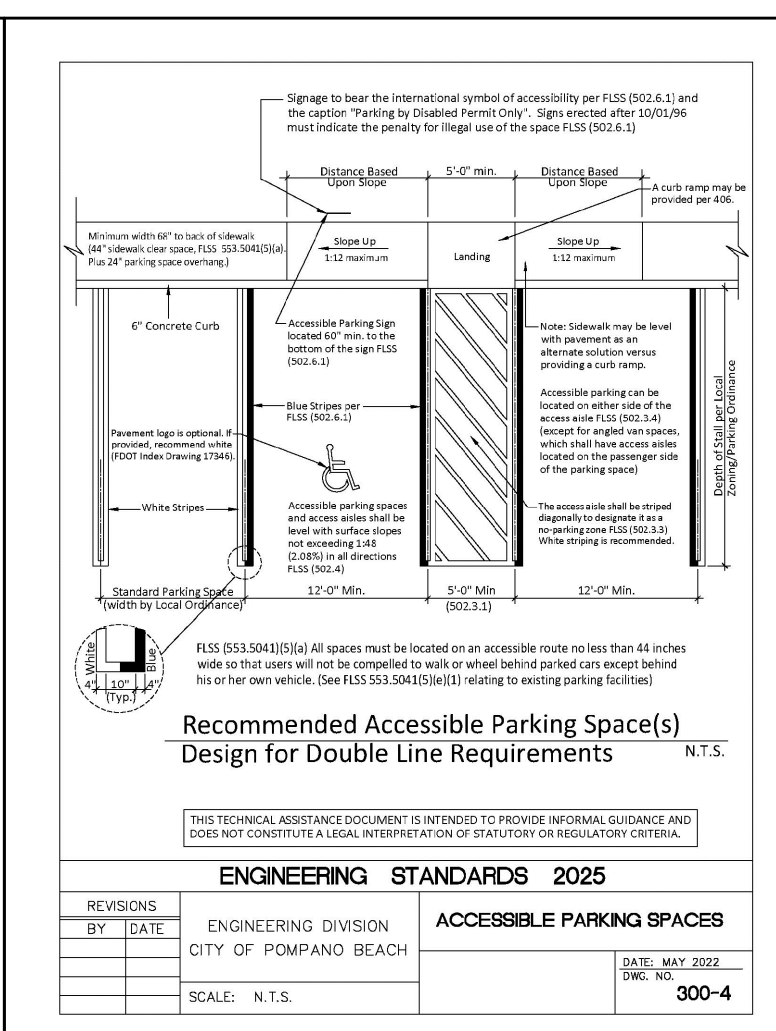 Signage to bear the international symbol of accessibility per FLSS (502.6.1) and
the caption "Parking by Disabled Permit Only". Signs erected after 10/01/96
must indicate the penalty for illegal use of the space FLSS (502.6.1)
Distance Based
Upon Slope
5'-0" min.
Distance Based
Upon Slope
A curb ramp may be
provided per 406.
Minimum width 68" to back of sidewalk
(44" sidewalk clear space, FLSS 553.5041(5)(a).
Plus 24" parking space overhang.)
Slope Up
1:12 maximum
Landing
Slope Up
1:12 maximum
6" Concrete Curb
Accessible Parking Sign
located 60" min. to the
bottom of the sign FLSS
(502.6.1)
Note: Sidewalk may be level
with pavement as an
alternate solution versus
providing a curb ramp.
Blue Stripes per
FLSS (502.6.1)
Accessible parking can be
located on either side of the
access aisle FLSS (502.3.4)
(except for angled van spaces,
which shall have access aisles
located on the passenger side
of the parking space)
Depth of Stall per Local
Zoning/Parking Ordinance
Pavement logo is optional. If
provided, recommend white
(FDOT Index Drawing 17346).
White Stripes
Accessible parking spaces
and access aisles shall be
level with surface slopes
not exceeding 1:48
(2.08%) in all directions
FLSS (502.4)
The access aisle shall be striped
diagonally to designate it as a
no-parking zone FLSS (502.3.3)
White striping is recommended.
Standard Parking Space
(width by Local Ordinance)
12'-0" Min.
5'-0" Min
(502.3.1)
12'-0" Min.
White
Blue
4" 10" 4"
(Typ.)
FLSS (553.5041)(5)(a) All spaces must be located on an accessible route no less than 44 inches
wide so that users will not be compelled to walk or wheel behind parked cars except behind
his or her own vehicle. (See FLSS 553.5041(5)(e)(1) relating to existing parking facilities)
Recommended Accessible Parking Space(s)
Design for Double Line Requirements N.T.S.
THIS TECHNICAL ASSISTANCE DOCUMENT IS INTENDED TO PROVIDE INFORMAL GUIDANCE AND
DOES NOT CONSTITUTE A LEGAL INTERPRETATION OF STATUTORY OR REGULATORY CRITERIA.
ENGINEERING STANDARDS 2025
REVISIONS
BY DATE
ENGINEERING DIVISION
CITY OF POMPANO BEACH
SCALE: N.T.S.
ACCESSIBLE PARKING SPACES
DATE: MAY 2022
DWG. NO.
300-4